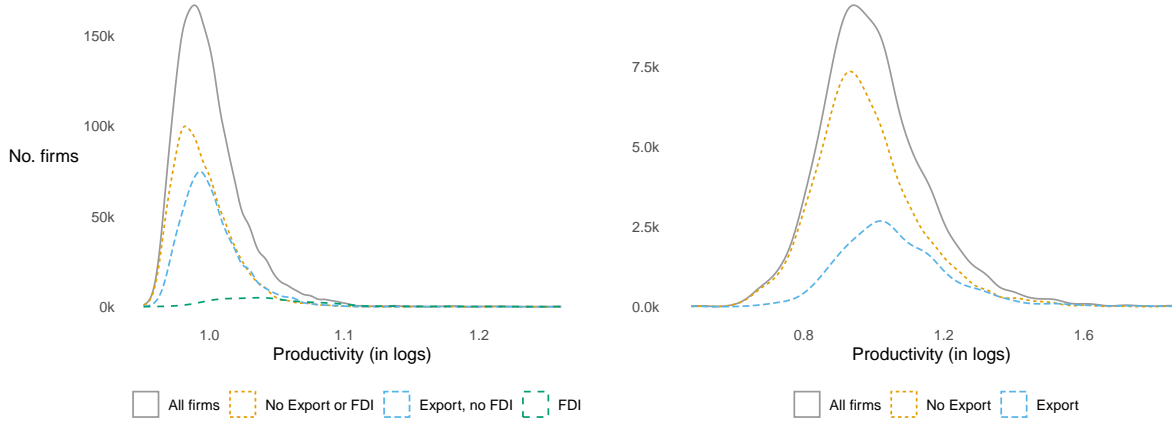 150k
100k
No. firms
50k
0k
1.0 1.1 1.2
Productivity (in logs)
All firms No Export or FDI Export, no FDI FDI
7.5k
5.0k
2.5k
0.0k
0.8 1.2 1.6
Productivity (in logs)
All firms No Export Export